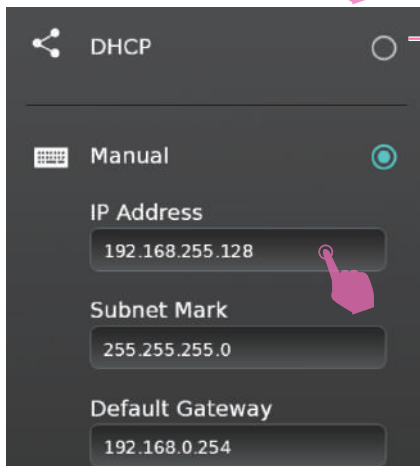 DHCP
Manual
IP Address
192.168.255.128
Subnet Mark
255.255.255.0
Default Gateway
192.168.0.254